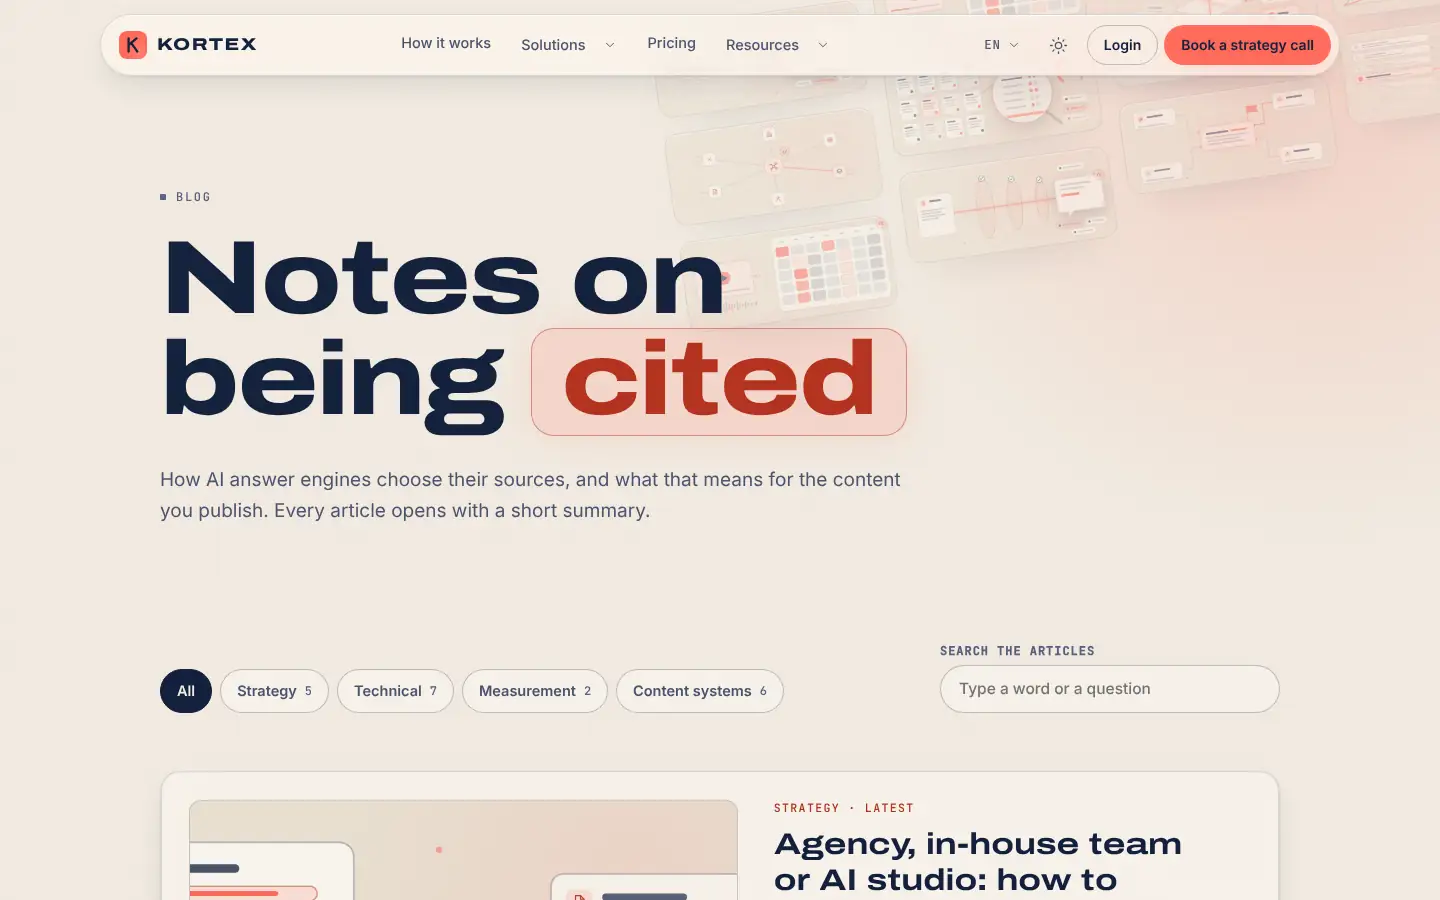 KORTEX
How it works
Solutions
Pricing
Resources
EN
Login
Book a strategy call
BLOG
Notes on
being cited
How AI answer engines choose their sources, and what that means for the content
you publish. Every article opens with a short summary.
SEARCH THE ARTICLES
All
Strategy 5
Technical 7
Measurement 2
Content systems 6
Type a word or a question
STRATEGY · LATEST
Agency, in-house team
or AI studio: how to